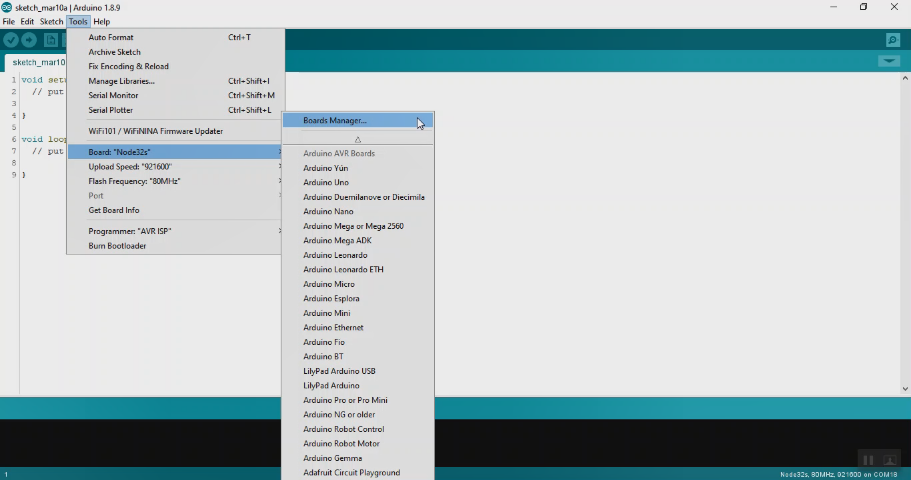 sketch_mar10a | Arduino 1.8.9
File Edit Sketch Tools Help
Auto Format Ctrl+T
Archive Sketch
Fix Encoding & Reload
Manage Libraries... Ctrl+Shift+I
Serial Monitor Ctrl+Shift+M
Serial Plotter Ctrl+Shift+L
WiFi101 / WiFiNINA Firmware Updater
Board: "Node32s"
Upload Speed: "921600"
Flash Frequency: "80MHz"
Port
Get Board Info
Programmer: "AVR ISP"
Burn Bootloader
sketch_mar10
1 void set
2 // put
3
4 }
5
6 void loo
7 // put
8
9 }
Boards Manager...
Arduino AVR Boards
Arduino Yún
Arduino Uno
Arduino Duemilanove or Diecimila
Arduino Nano
Arduino Mega or Mega 2560
Arduino Mega ADK
Arduino Leonardo
Arduino Leonardo ETH
Arduino Micro
Arduino Esplora
Arduino Mini
Arduino Ethernet
Arduino Fio
Arduino BT
LilyPad Arduino USB
LilyPad Arduino
Arduino Pro or Pro Mini
Arduino NG or older
Arduino Robot Control
Arduino Robot Motor
Arduino Gemma
Adafruit Circuit Playground
1
Node32s, 80MHz, 921600 on COM18